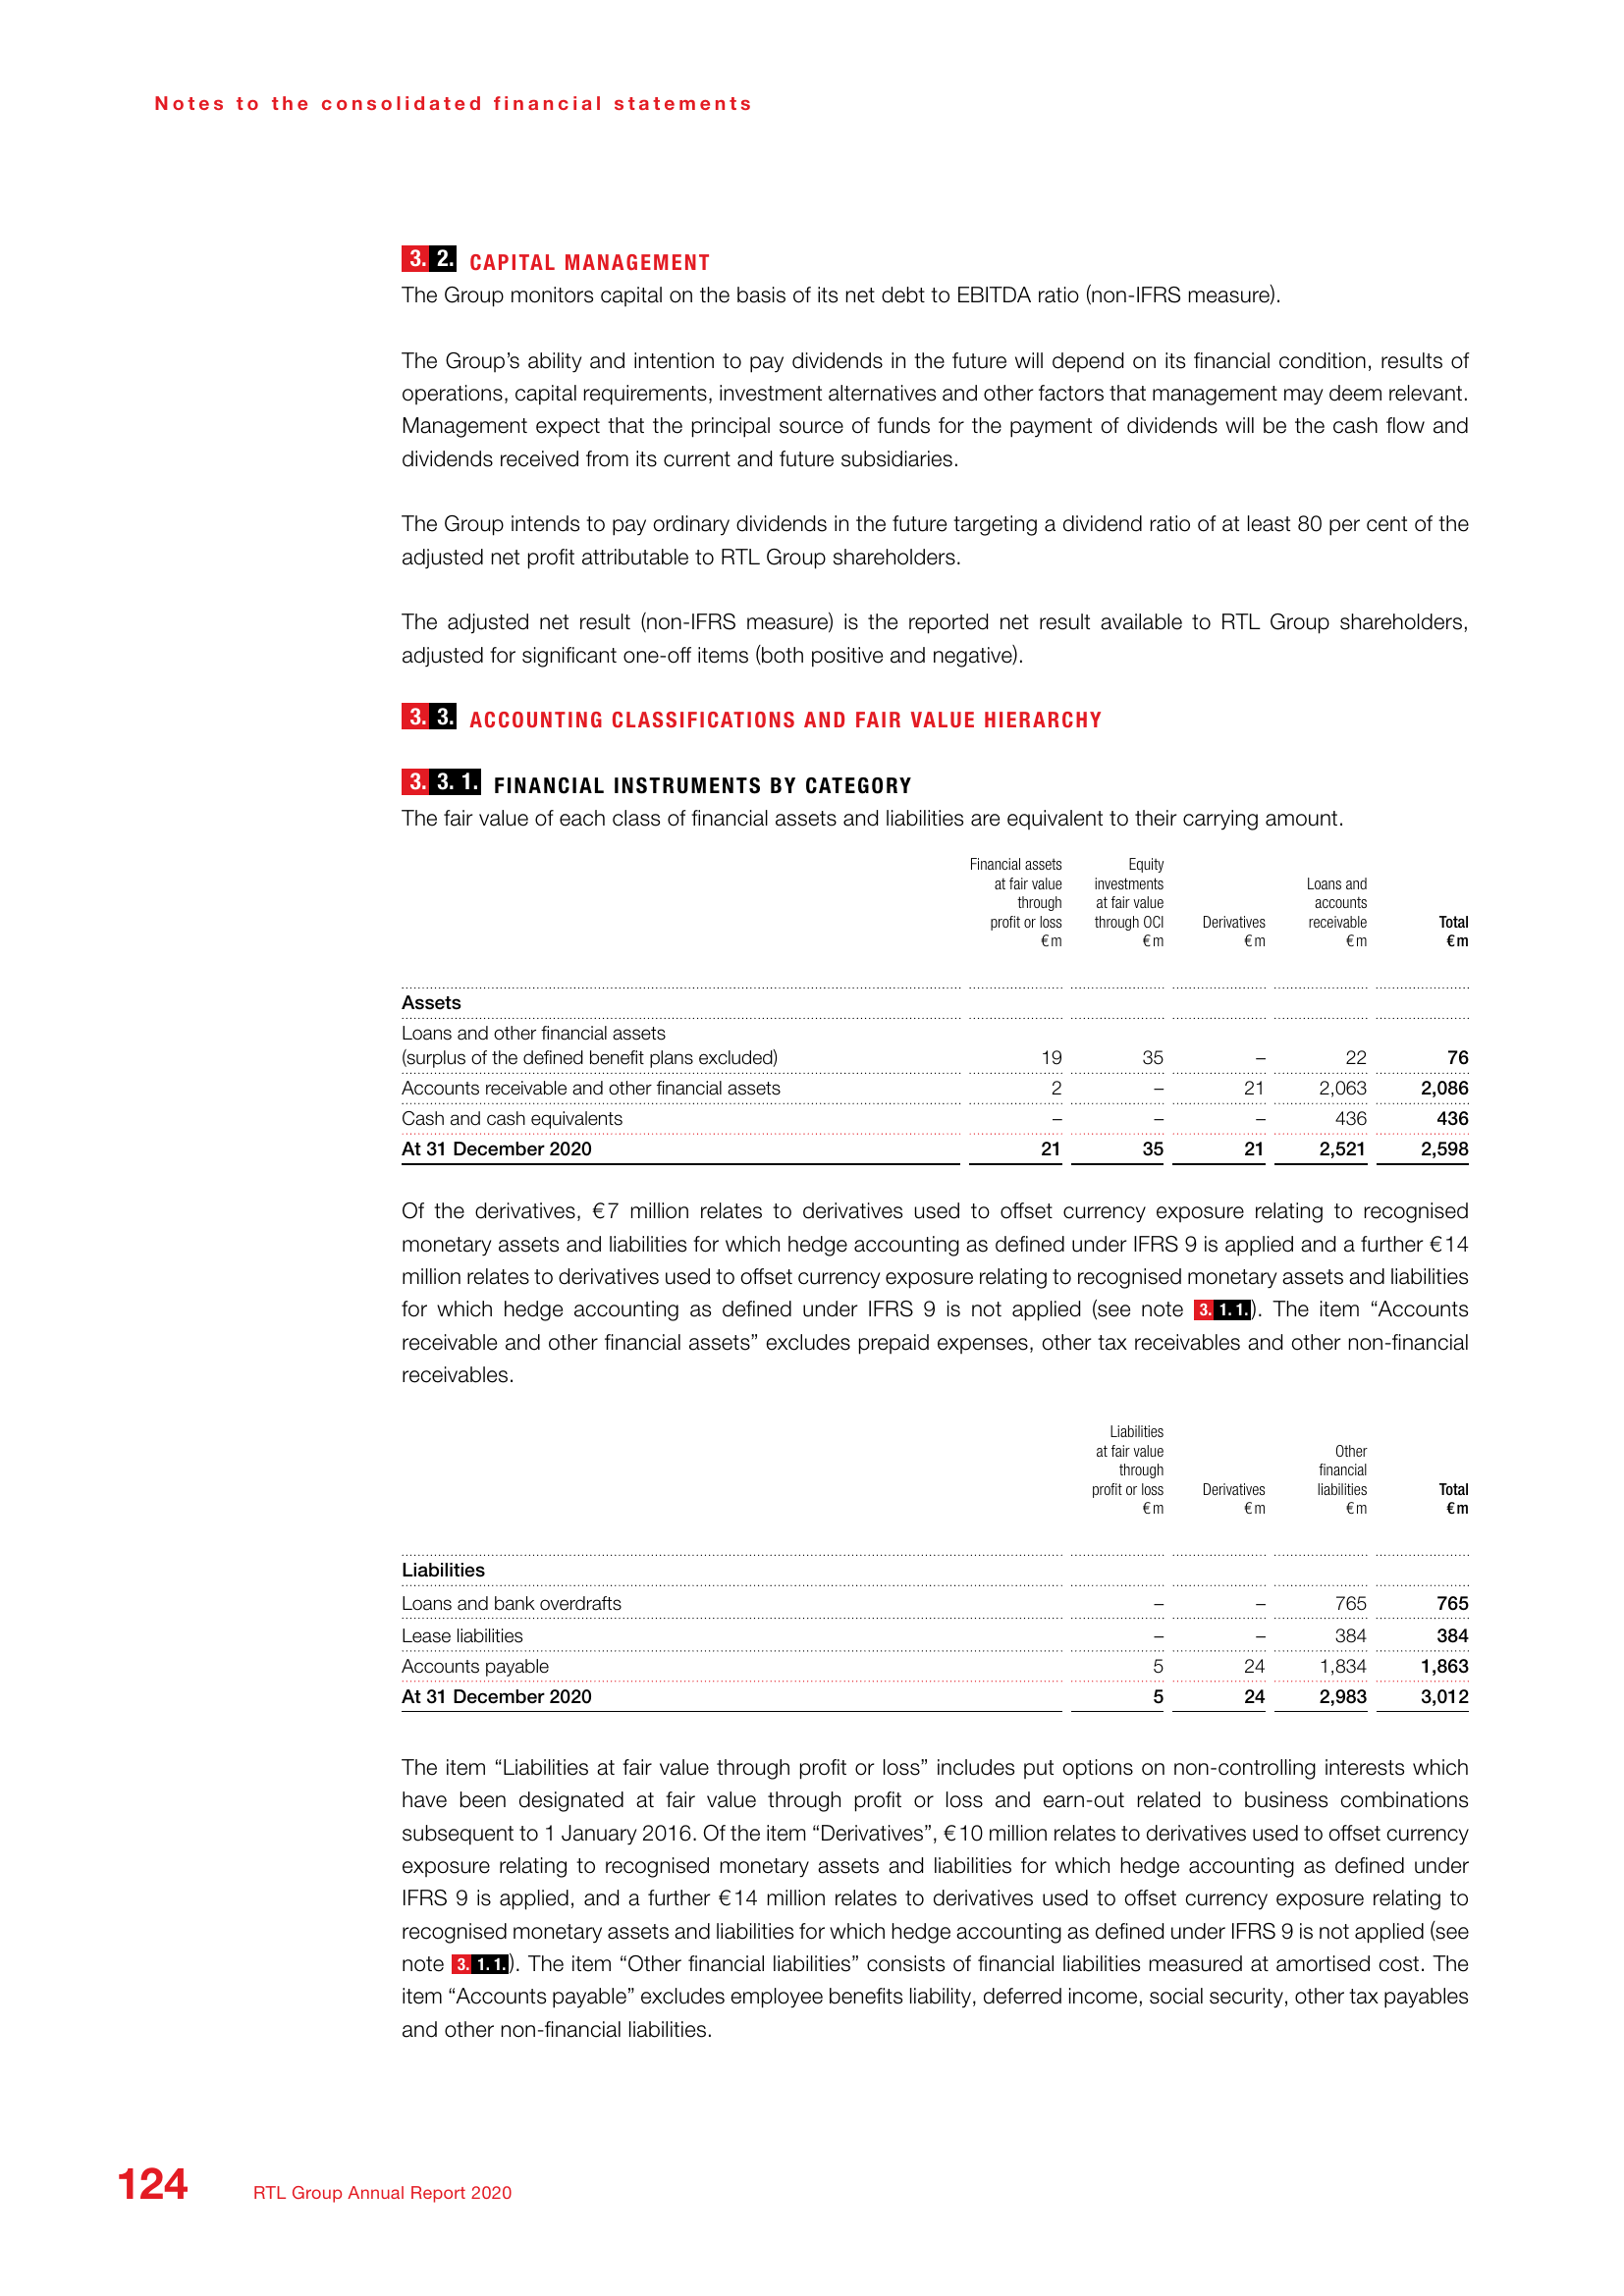 Notes to the consolidated financial statements
3. 2. CAPITAL MANAGEMENT
The Group monitors capital on the basis of its net debt to EBITDA ratio (non-IFRS measure).
The Group’s ability and intention to pay dividends in the future will depend on its financial condition, results of
operations, capital requirements, investment alternatives and other factors that management may deem relevant.
Management expect that the principal source of funds for the payment of dividends will be the cash flow and
dividends received from its current and future subsidiaries.
The Group intends to pay ordinary dividends in the future targeting a dividend ratio of at least 80 per cent of the
adjusted net profit attributable to RTL Group shareholders.
The adjusted net result (non-IFRS measure) is the reported net result available to RTL Group shareholders,
adjusted for significant one-off items (both positive and negative).
3. 3. ACCOUNTING CLASSIFICATIONS AND FAIR VALUE HIERARCHY
3. 3. 1. FINANCIAL INSTRUMENTS BY CATEGORY
The fair value of each class of financial assets and liabilities are equivalent to their carrying amount.
Financial assets Equity
at fair value investments Loans and
through at fair value accounts
profit or loss through OCI Derivatives receivable Total
€ m € m € m € m € m
Assets
Loans and other financial assets
(surplus of the defined benefit plans excluded) 19 35 – 22 76
Accounts receivable and other financial assets 2 – 21 2,063 2,086
Cash and cash equivalents – – – 436 436
At 31 December 2020 21 35 21 2,521 2,598
Of the derivatives, € 7 million relates to derivatives used to offset currency exposure relating to recognised
monetary assets and liabilities for which hedge accounting as defined under IFRS 9 is applied and a further € 14
million relates to derivatives used to offset currency exposure relating to recognised monetary assets and liabilities
for which hedge accounting as defined under IFRS 9 is not applied (see note 3. 1. 1.). The item “Accounts
receivable and other financial assets” excludes prepaid expenses, other tax receivables and other non-financial
receivables.
Liabilities
at fair value Other
through financial
profit or loss Derivatives liabilities Total
€ m € m € m € m
Liabilities
Loans and bank overdrafts – – 765 765
Lease liabilities – – 384 384
Accounts payable 5 24 1,834 1,863
At 31 December 2020 5 24 2,983 3,012
The item “Liabilities at fair value through profit or loss” includes put options on non-controlling interests which
have been designated at fair value through profit or loss and earn-out related to business combinations
subsequent to 1 January 2016. Of the item “Derivatives”, € 10 million relates to derivatives used to offset currency
exposure relating to recognised monetary assets and liabilities for which hedge accounting as defined under
IFRS 9 is applied, and a further € 14 million relates to derivatives used to offset currency exposure relating to
recognised monetary assets and liabilities for which hedge accounting as defined under IFRS 9 is not applied (see
note 3. 1. 1.). The item “Other financial liabilities” consists of financial liabilities measured at amortised cost. The
item “Accounts payable” excludes employee benefits liability, deferred income, social security, other tax payables
and other non-financial liabilities.
124 RTL Group Annual Report 2020